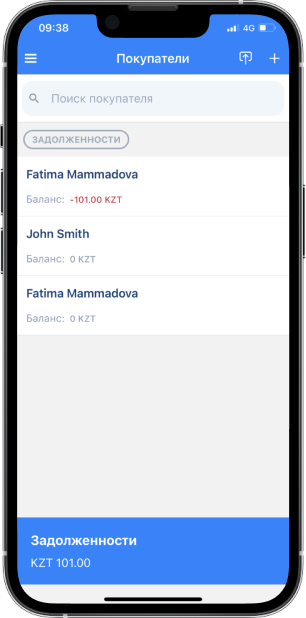 09:38
4G
Покупатели
Поиск покупателя
ЗАДОЛЖЕННОСТИ
Fatima Mammadova
Баланс: -101.00 KZT
John Smith
Баланс: 0 KZT
Fatima Mammadova
Баланс: 0 KZT
Задолженности
KZT 101.00